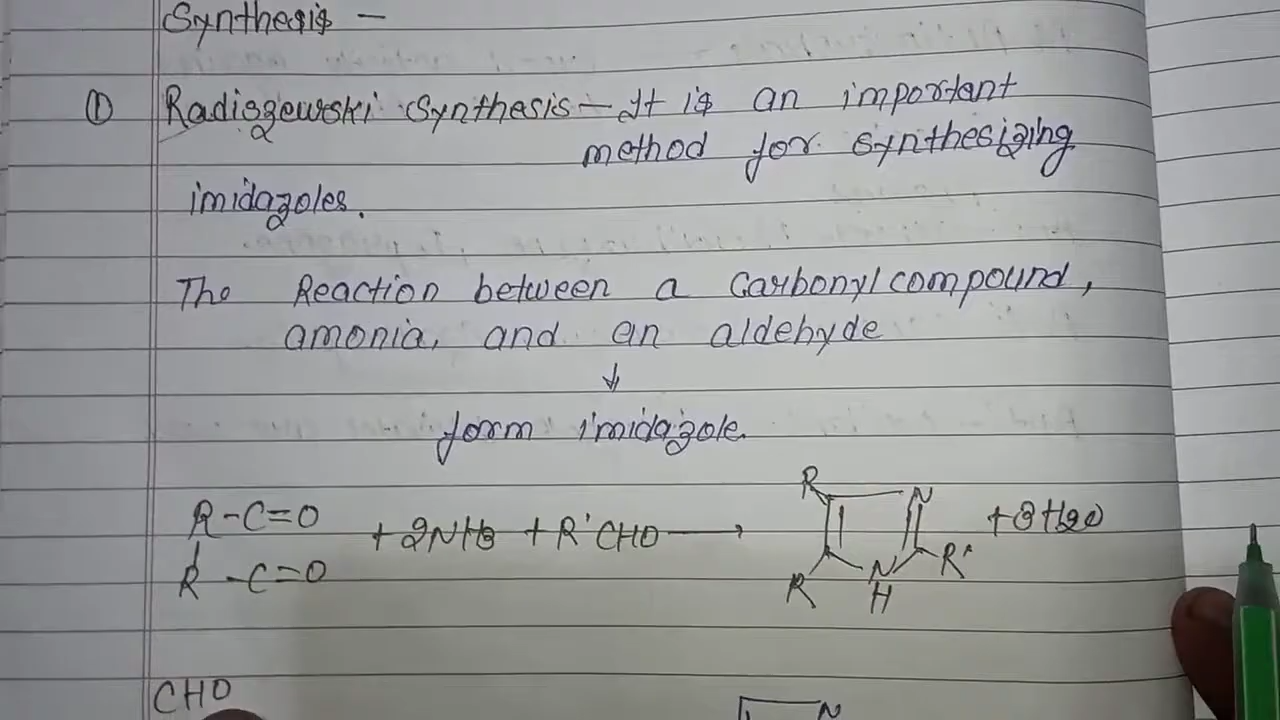 Synthesis -
① Radiszewski Synthesis - It is an important
method for synthesizing
imidazoles.
The Reaction between a Carbonyl compound,
amonia, and an aldehyde
↓
form imidazole.
R-C=O
R-C=O
+ 2NH3 + R'CHO →
R
N
R
N
H
R'
+ 3H2O
CHO
N